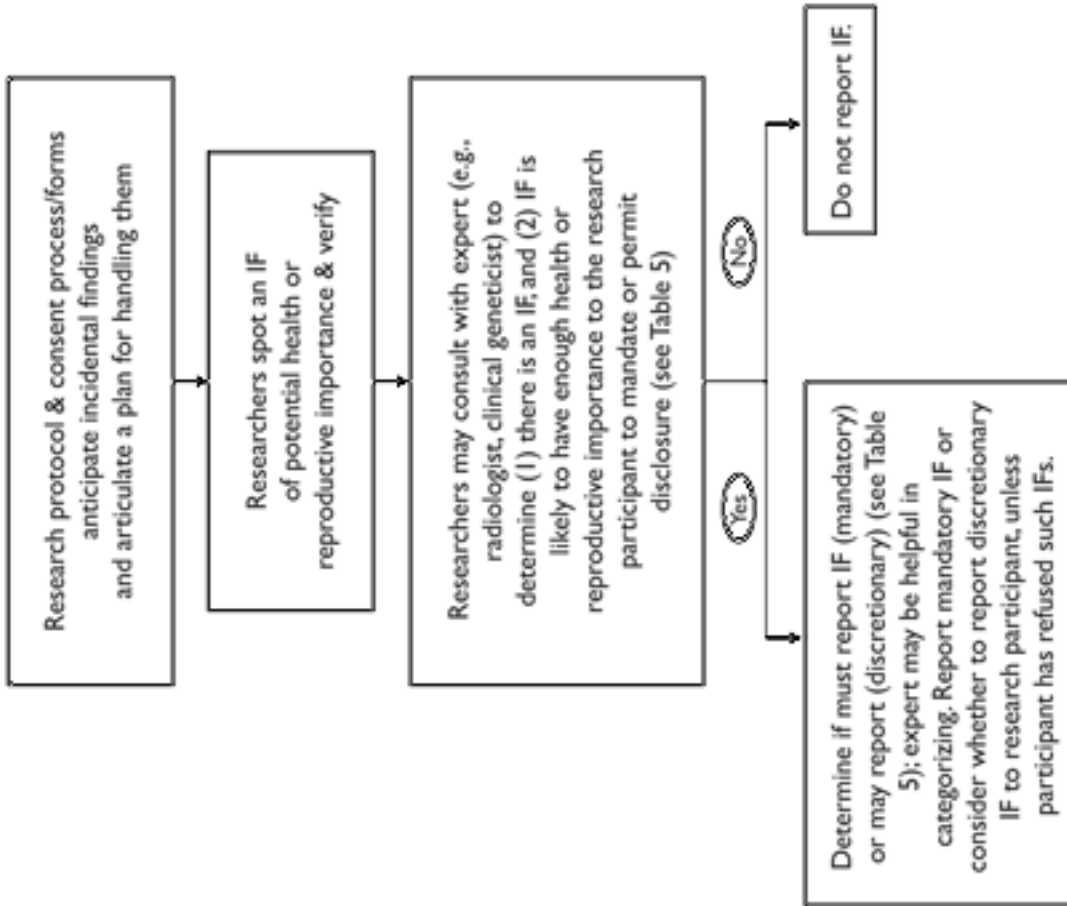 Research protocol & consent process/forms
anticipate incidental findings
and articulate a plan for handling them
Researchers spot an IF
of potential health or
reproductive importance & verify
Researchers may consult with expert (e.g.,
radiologist, clinical geneticist) to
determine (1) there is an IF, and (2) IF is
likely to have enough health or
reproductive importance to the research
participant to mandate or permit
disclosure (see Table 5)
Yes
No
Determine if must report IF (mandatory)
or may report (discretionary) (see Table
5); expert may be helpful in
categorizing. Report mandatory IF or
consider whether to report discretionary
IF to research participant, unless
participant has refused such IFs.
Do not report IF.